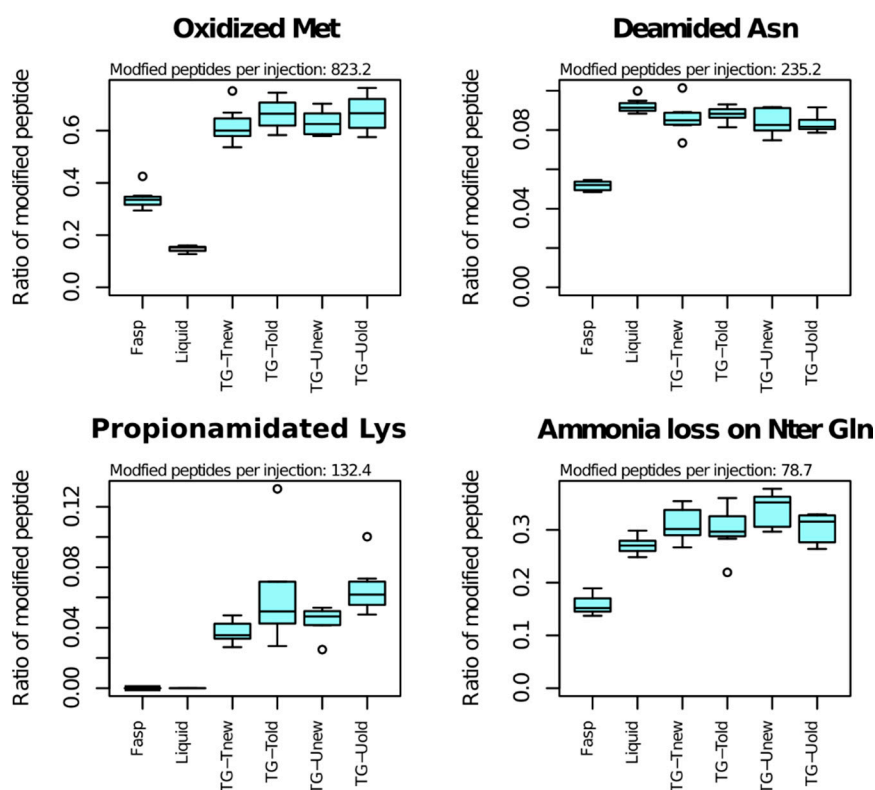 Oxidized Met
Modfied peptides per injection: 823.2
Ratio of modified peptide
0.6
0.4
0.2
0.0
Fasp
Liquid
TG-Tnew
TG-Told
TG-Unew
TG-Uold
Deamided Asn
Modfied peptides per injection: 235.2
Ratio of modified peptide
0.08
0.04
0.00
Fasp
Liquid
TG-Tnew
TG-Told
TG-Unew
TG-Uold
Propionamidated Lys
Modfied peptides per injection: 132.4
Ratio of modified peptide
0.12
0.08
0.04
0.00
Fasp
Liquid
TG-Tnew
TG-Told
TG-Unew
TG-Uold
Ammonia loss on Nter Gln
Modfied peptides per injection: 78.7
Ratio of modified peptide
0.3
0.2
0.1
0.0
Fasp
Liquid
TG-Tnew
TG-Told
TG-Unew
TG-Uold